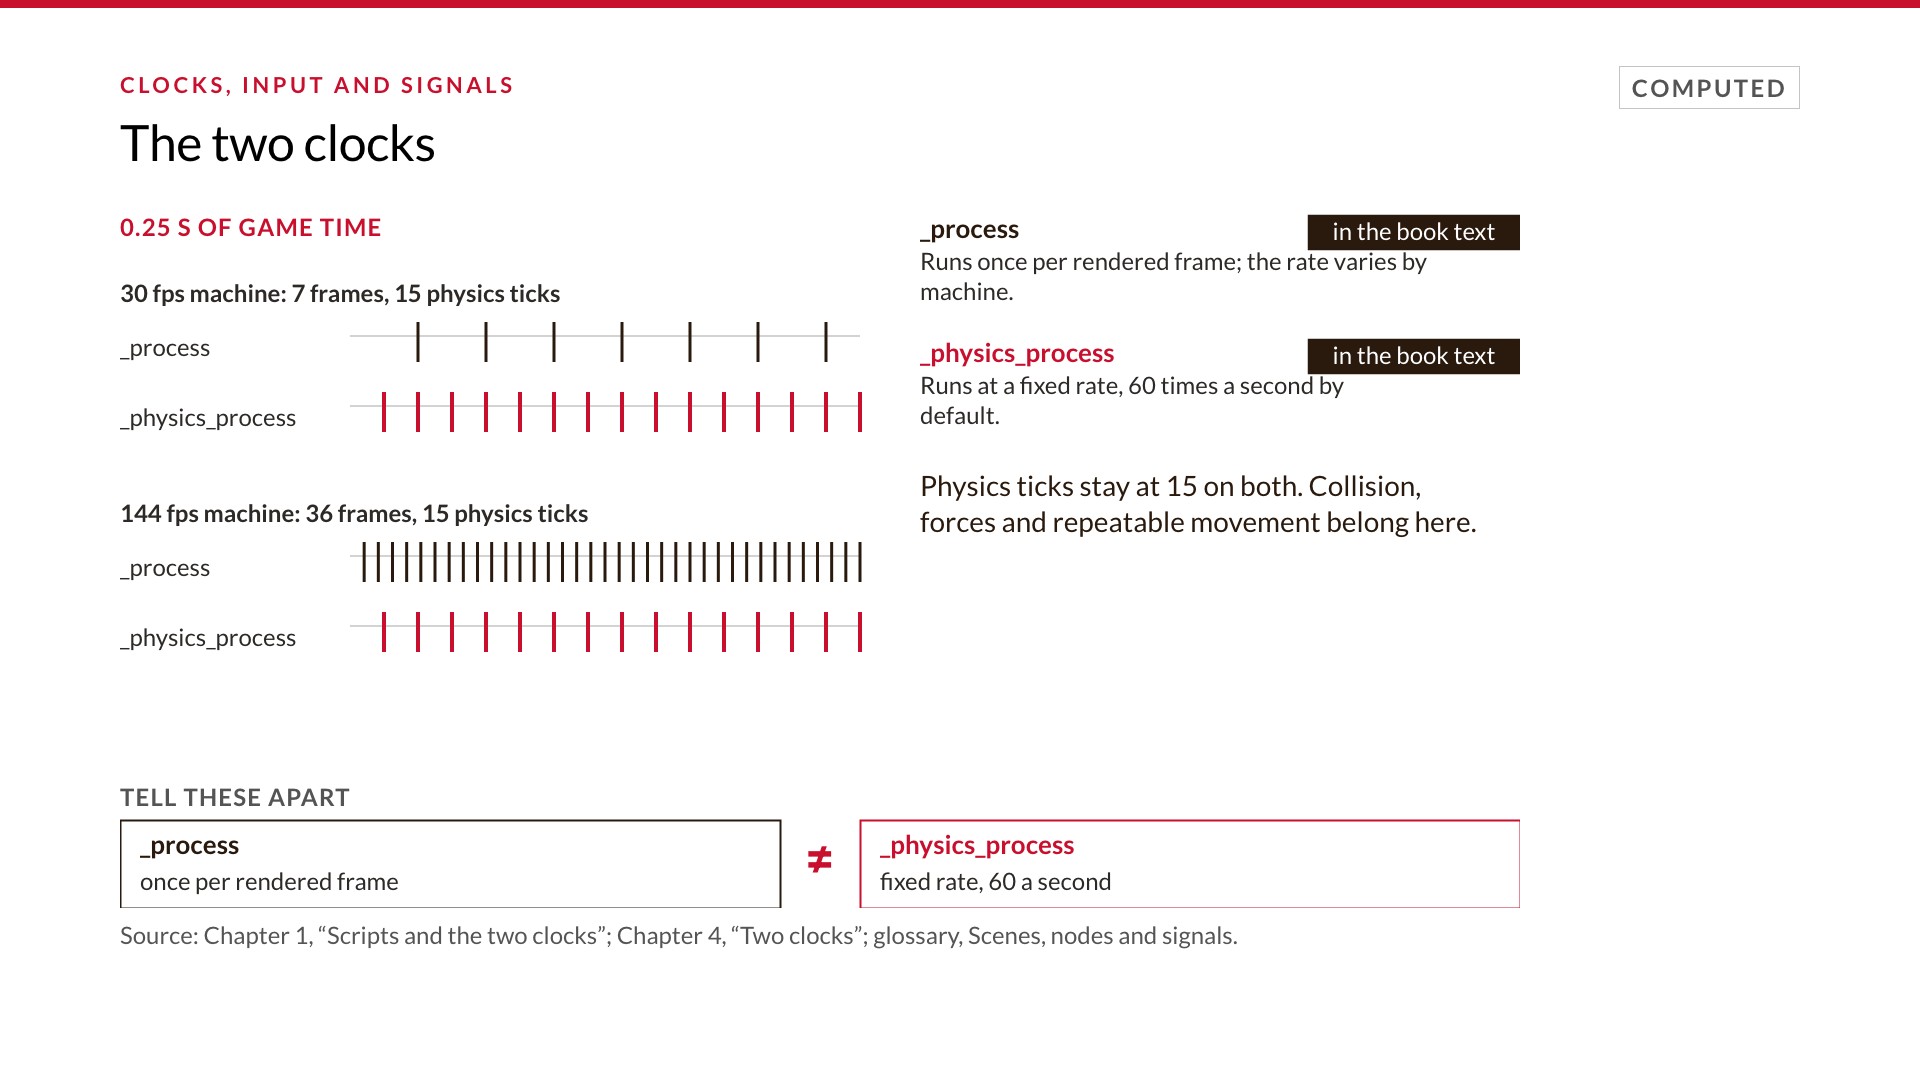 CLOCKS, INPUT AND SIGNALS
COMPUTED
The two clocks
0.25 S OF GAME TIME
30 fps machine: 7 frames, 15 physics ticks
_process
_physics_process
144 fps machine: 36 frames, 15 physics ticks
_process
_physics_process
_process
in the book text
Runs once per rendered frame; the rate varies by
machine.
_physics_process
in the book text
Runs at a fixed rate, 60 times a second by
default.
Physics ticks stay at 15 on both. Collision,
forces and repeatable movement belong here.
TELL THESE APART
_process
once per rendered frame
≠
_physics_process
fixed rate, 60 a second
Source: Chapter 1, “Scripts and the two clocks”; Chapter 4, “Two clocks”; glossary, Scenes, nodes and signals.